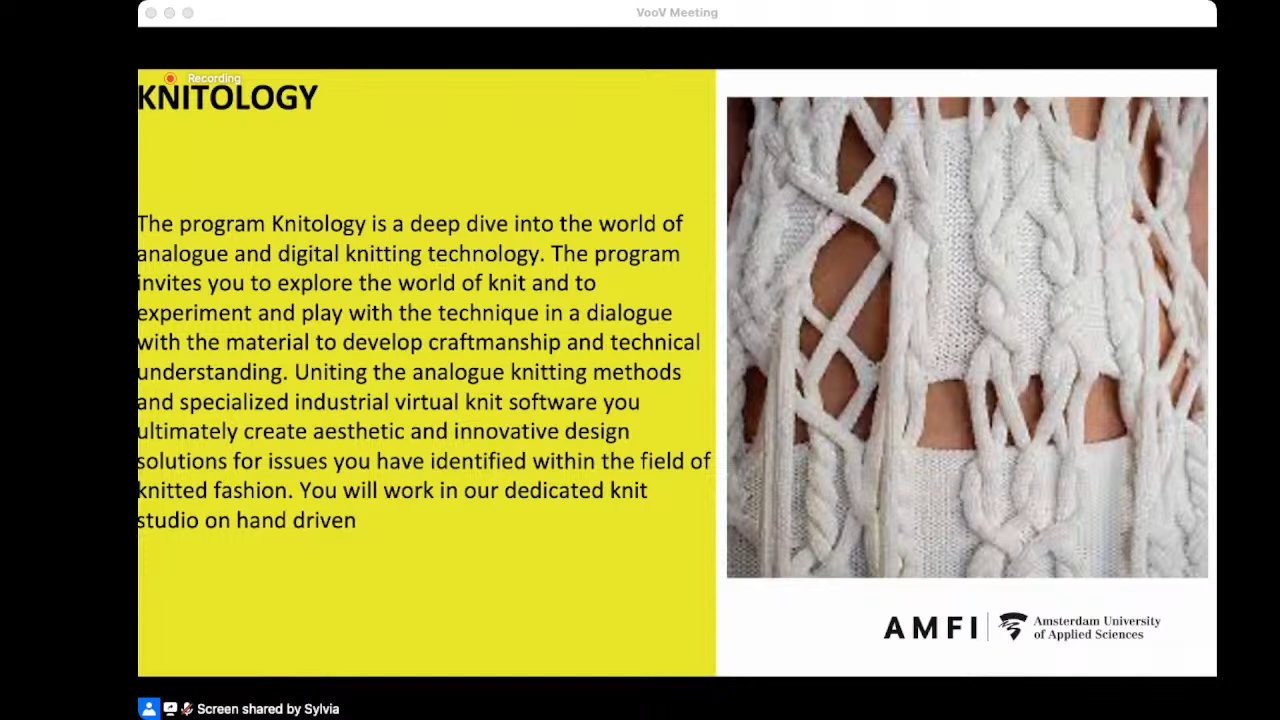 VooV Meeting
Recording
KNITOLOGY
The program Knitology is a deep dive into the world of
analogue and digital knitting technology. The program
invites you to explore the world of knit and to
experiment and play with the technique in a dialogue
with the material to develop craftmanship and technical
understanding. Uniting the analogue knitting methods
and specialized industrial virtual knit software you
ultimately create aesthetic and innovative design
solutions for issues you have identified within the field of
knitted fashion. You will work in our dedicated knit
studio on hand driven
AMFI
Amsterdam University
of Applied Sciences
Screen shared by Sylvia